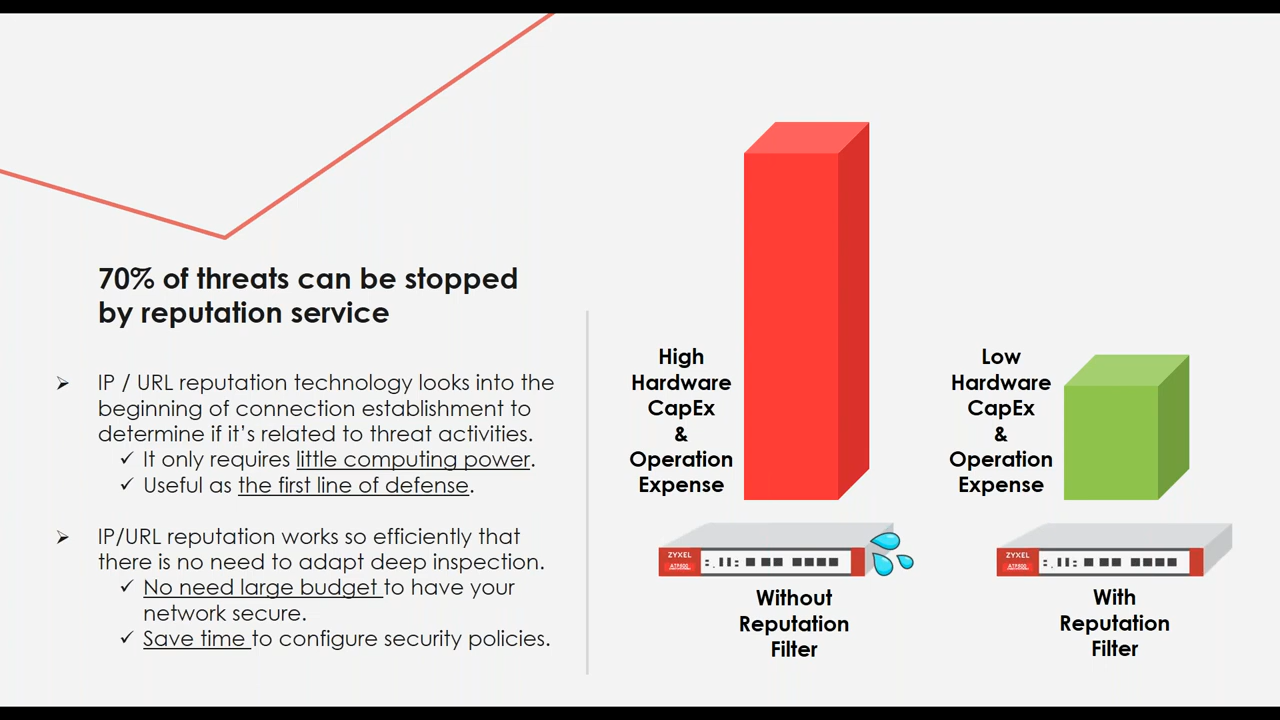 70% of threats can be stopped
by reputation service
IP / URL reputation technology looks into the
beginning of connection establishment to
determine if it's related to threat activities.
It only requires little computing power.
Useful as the first line of defense.
IP/URL reputation works so efficiently that
there is no need to adapt deep inspection.
No need large budget to have your
network secure.
Save time to configure security policies.
High
Hardware
CapEx
&
Operation
Expense
ZYXEL
ATP800
Without
Reputation
Filter
Low
Hardware
CapEx
&
Operation
Expense
ZYXEL
ATP800
With
Reputation
Filter